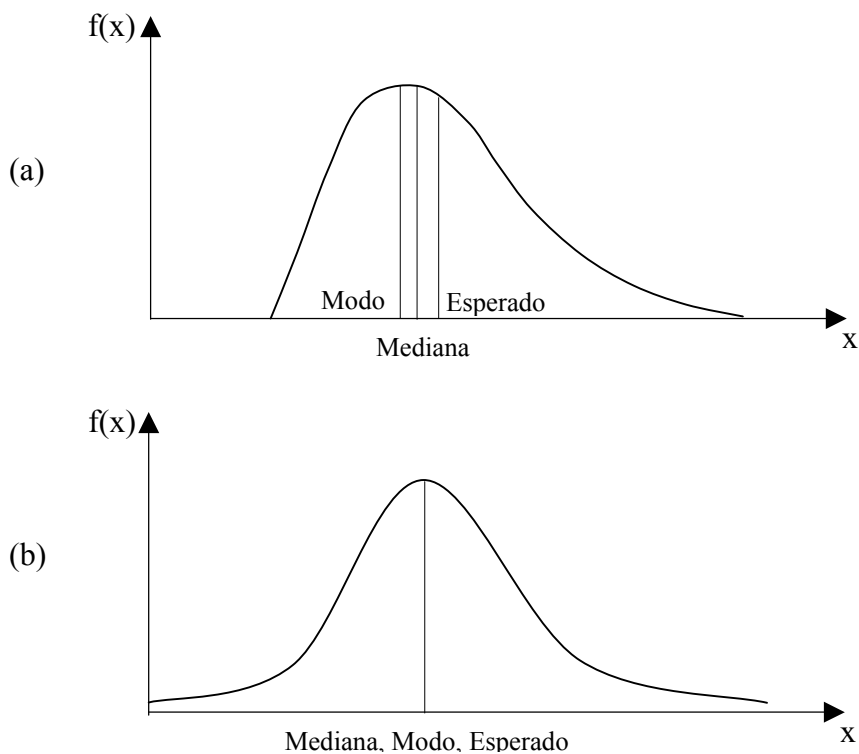 f(x)
(a)
Modo
Esperado
x
Mediana
f(x)
(b)
x
Mediana, Modo, Esperado